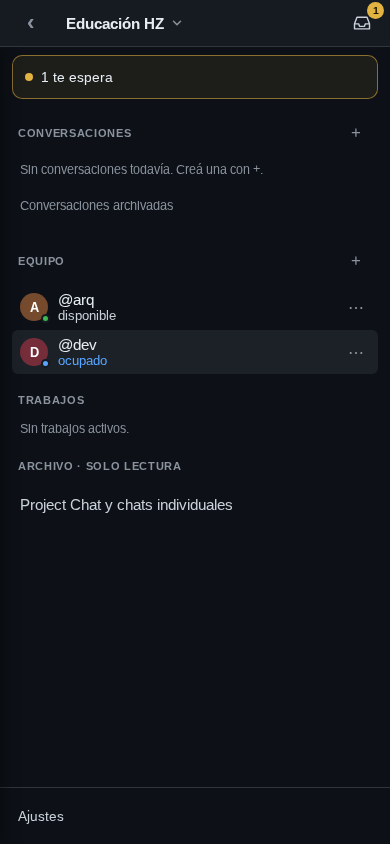 ‹ Educación HZ
1
1 te espera
CONVERSACIONES +
Sin conversaciones todavía. Creá una con +.
Conversaciones archivadas
EQUIPO +
A @arq ...
disponible
D @dev ...
ocupado
TRABAJOS
Sin trabajos activos.
ARCHIVO · SOLO LECTURA
Project Chat y chats individuales
Ajustes